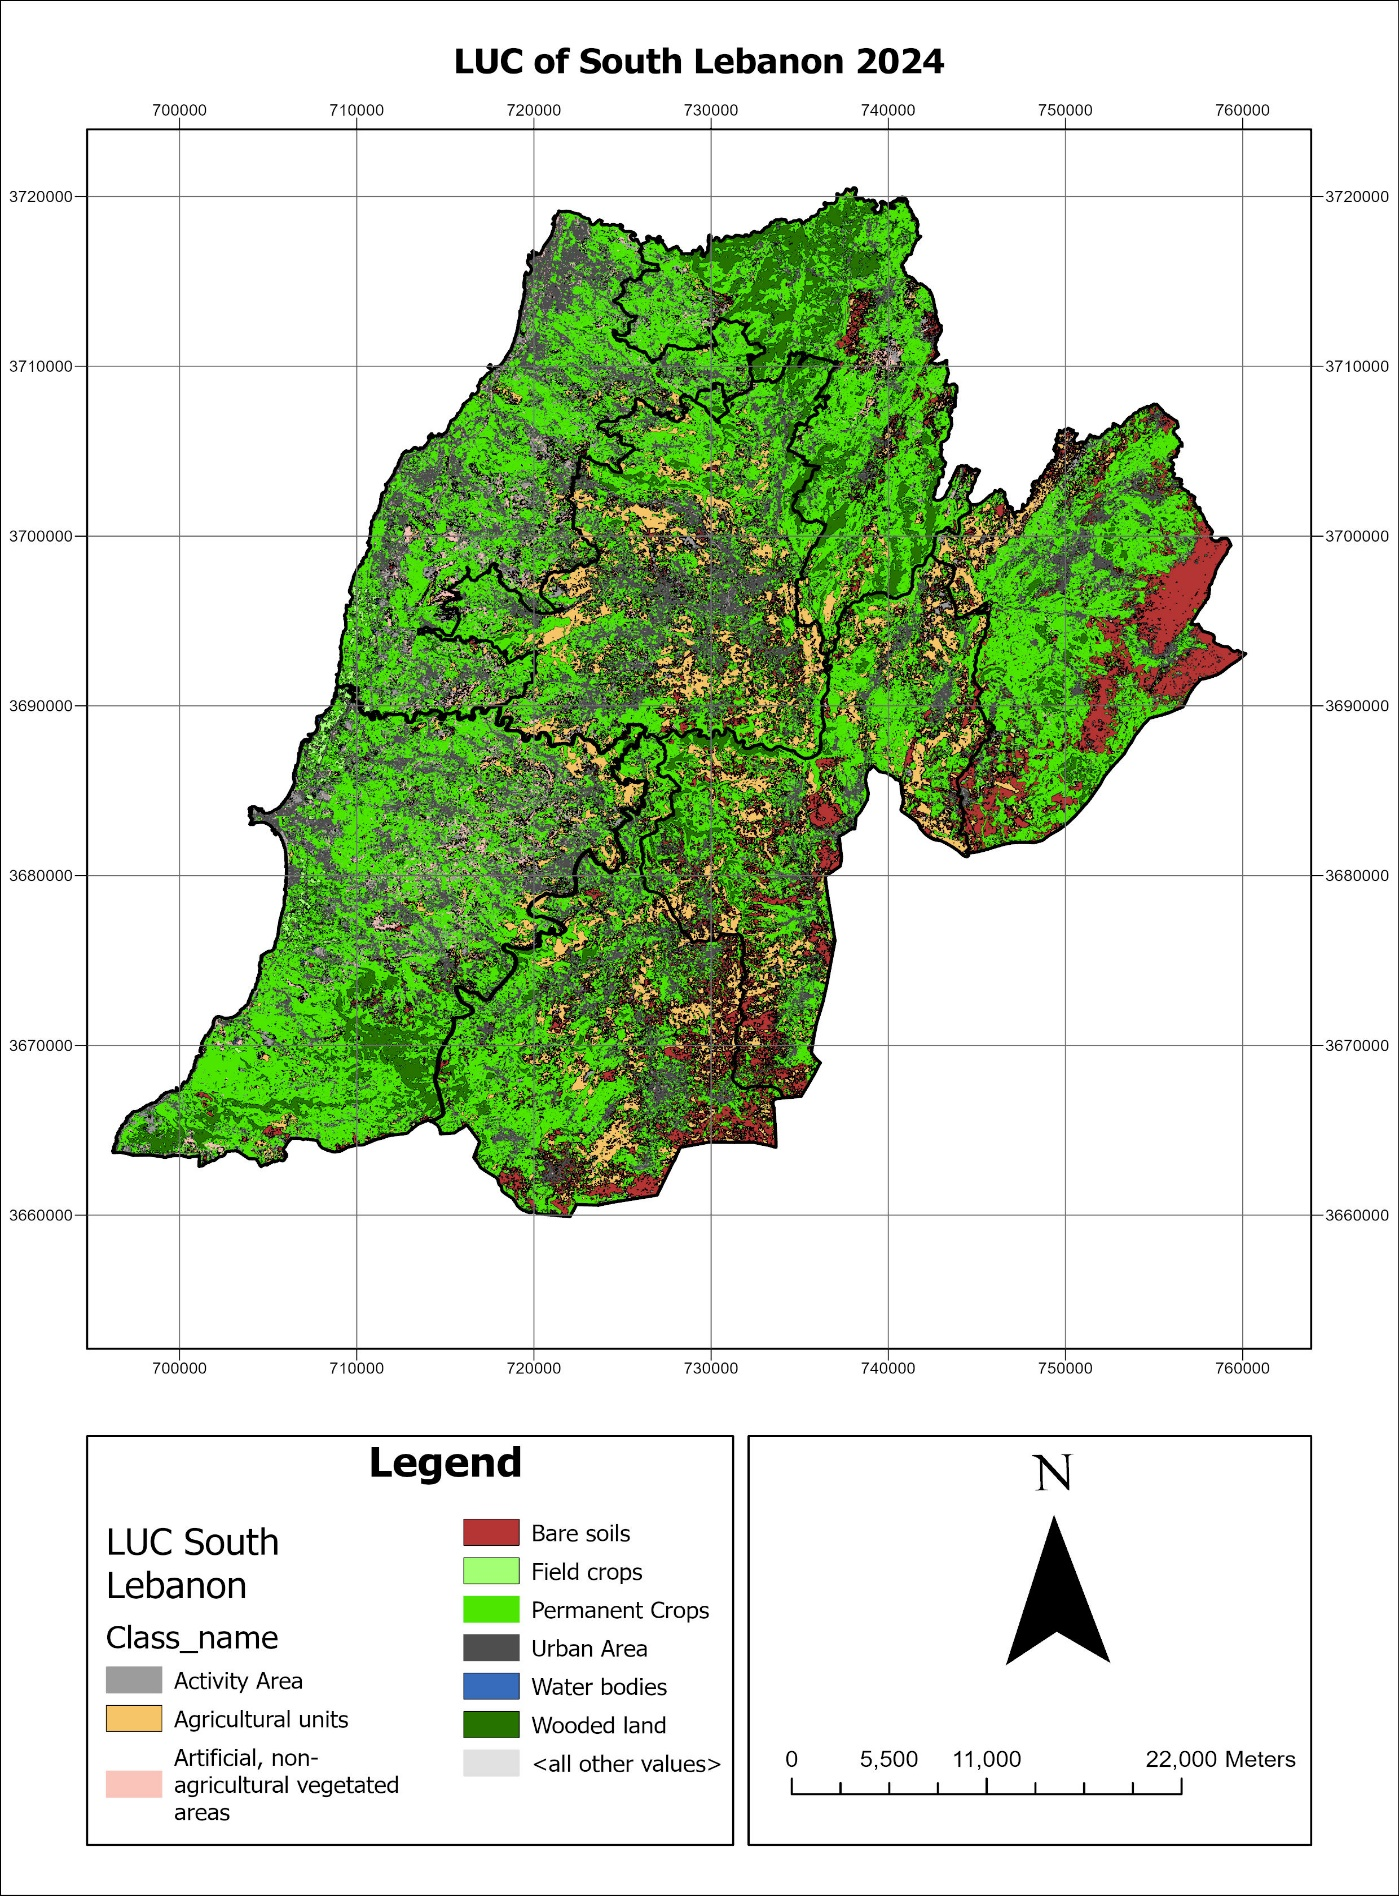 LUC of South Lebanon 2024
700000 710000 720000 730000 740000 750000 760000
3720000 3720000
3710000 3710000
3700000 3700000
3690000 3690000
3680000 3680000
3670000 3670000
3660000 3660000
700000 710000 720000 730000 740000 750000 760000
Legend
LUC South
Lebanon
Class_name
Activity Area
Agricultural units
Artificial, non-
agricultural vegetated
areas
Bare soils
Field crops
Permanent Crops
Urban Area
Water bodies
Wooded land
<all other values>
N
0 5,500 11,000 22,000 Meters